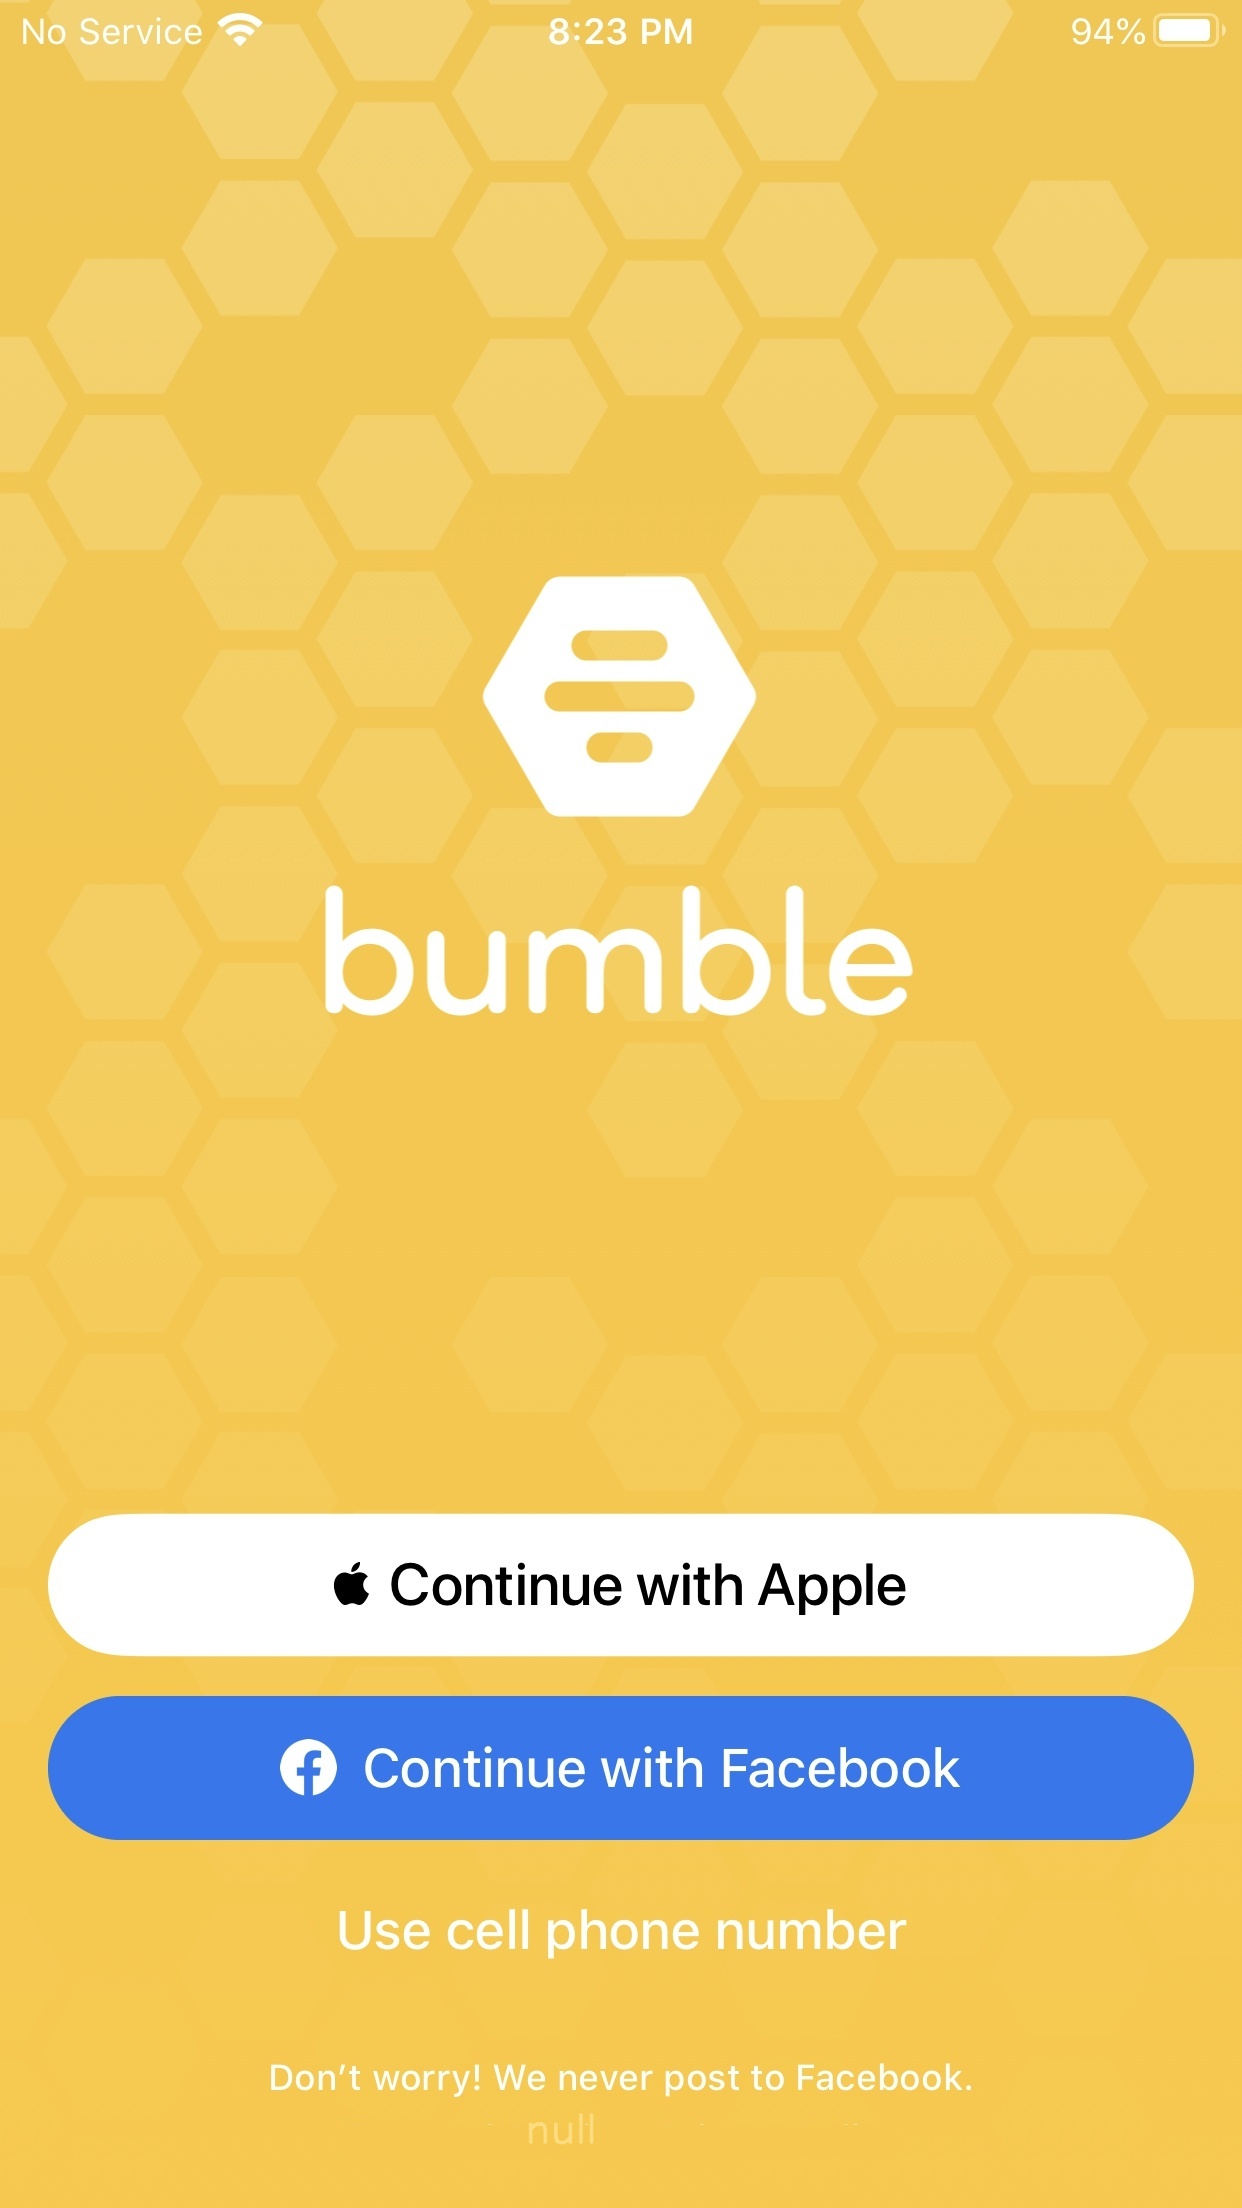 No Service 8:23 PM 94%
bumble
Continue with Apple
Continue with Facebook
Use cell phone number
Don’t worry! We never post to Facebook.
null